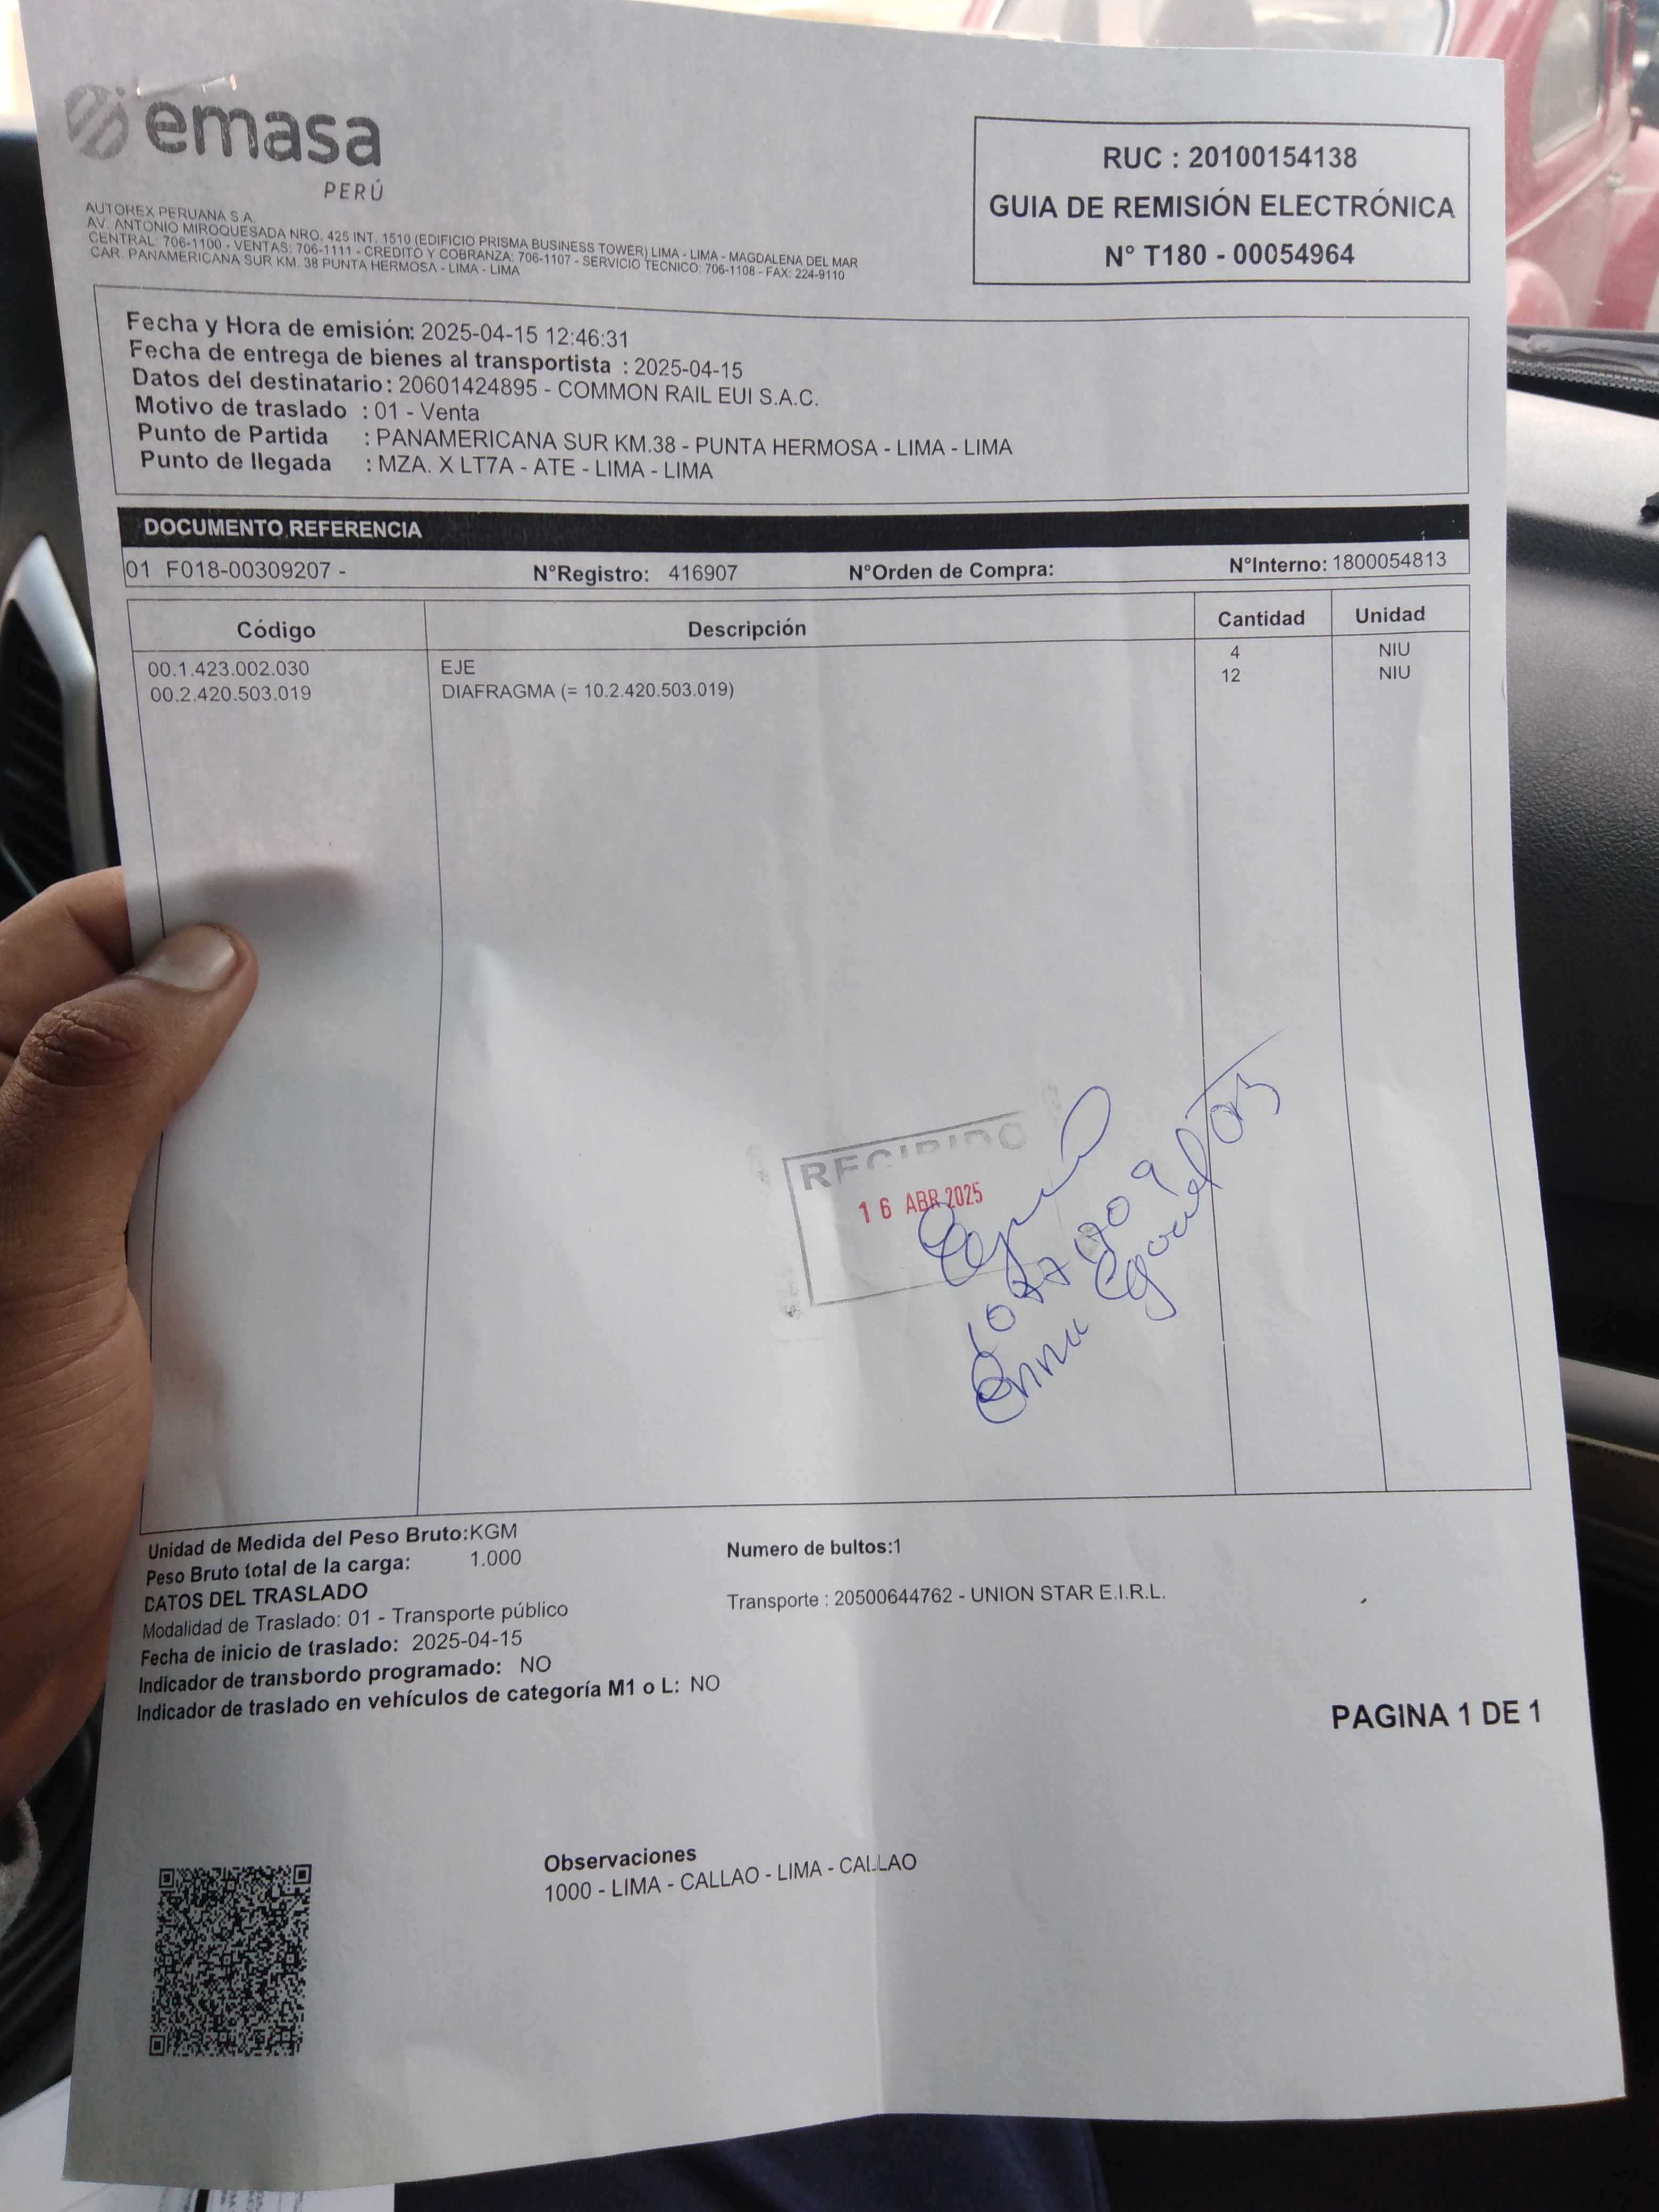 emasa
PERÚ
AUTOREX PERUANA S.A.
AV. ANTONIO MIROQUESADA NRO. 425 INT. 1510 (EDIFICIO PRISMA BUSINESS TOWER) LIMA - LIMA - MAGDALENA DEL MAR
CENTRAL: 706-1100 - VENTAS: 706-1111 - CREDITO Y COBRANZA: 706-1107 - SERVICIO TECNICO: 706-1108 - FAX: 224-9110
CAR. PANAMERICANA SUR KM. 38 PUNTA HERMOSA - LIMA - LIMA
RUC : 20100154138
GUIA DE REMISIÓN ELECTRÓNICA
N° T180 - 00054964
Fecha y Hora de emisión: 2025-04-15 12:46:31
Fecha de entrega de bienes al transportista : 2025-04-15
Datos del destinatario: 20601424895 - COMMON RAIL EUI S.A.C.
Motivo de traslado : 01 - Venta
Punto de Partida : PANAMERICANA SUR KM.38 - PUNTA HERMOSA - LIMA - LIMA
Punto de llegada : MZA. X LT7A - ATE - LIMA - LIMA
DOCUMENTO REFERENCIA
01 F018-00309207 - N°Registro: 416907 N°Orden de Compra: N°Interno: 1800054813
Código Descripción Cantidad Unidad
00.1.423.002.030 EJE 4 NIU
00.2.420.503.019 DIAFRAGMA (= 10.2.420.503.019) 12 NIU
RECIBIDO
16 ABR 2025
Unidad de Medida del Peso Bruto:KGM
Peso Bruto total de la carga: 1.000
Numero de bultos:1
DATOS DEL TRASLADO
Modalidad de Traslado: 01 - Transporte público
Transporte : 20500644762 - UNION STAR E.I.R.L.
Fecha de inicio de traslado: 2025-04-15
Indicador de transbordo programado: NO
Indicador de traslado en vehículos de categoría M1 o L: NO
PAGINA 1 DE 1
Observaciones
1000 - LIMA - CALLAO - LIMA - CALLAO